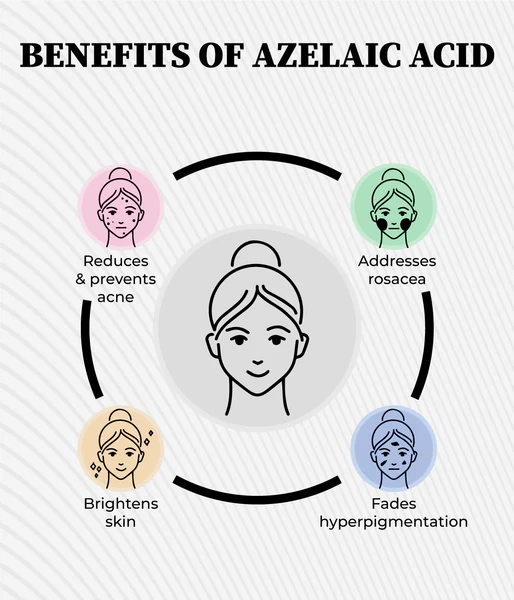 BENEFITS OF AZELAIC ACID
Reduces
& prevents
acne
Addresses
rosacea
Brightens
skin
Fades
hyperpigmentation